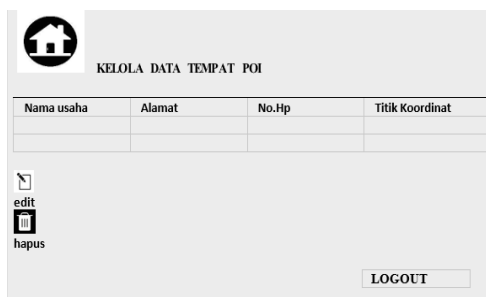 KELOLA DATA TEMPAT POI
Nama usaha Alamat No.Hp Titik Koordinat
edit
hapus
LOGOUT